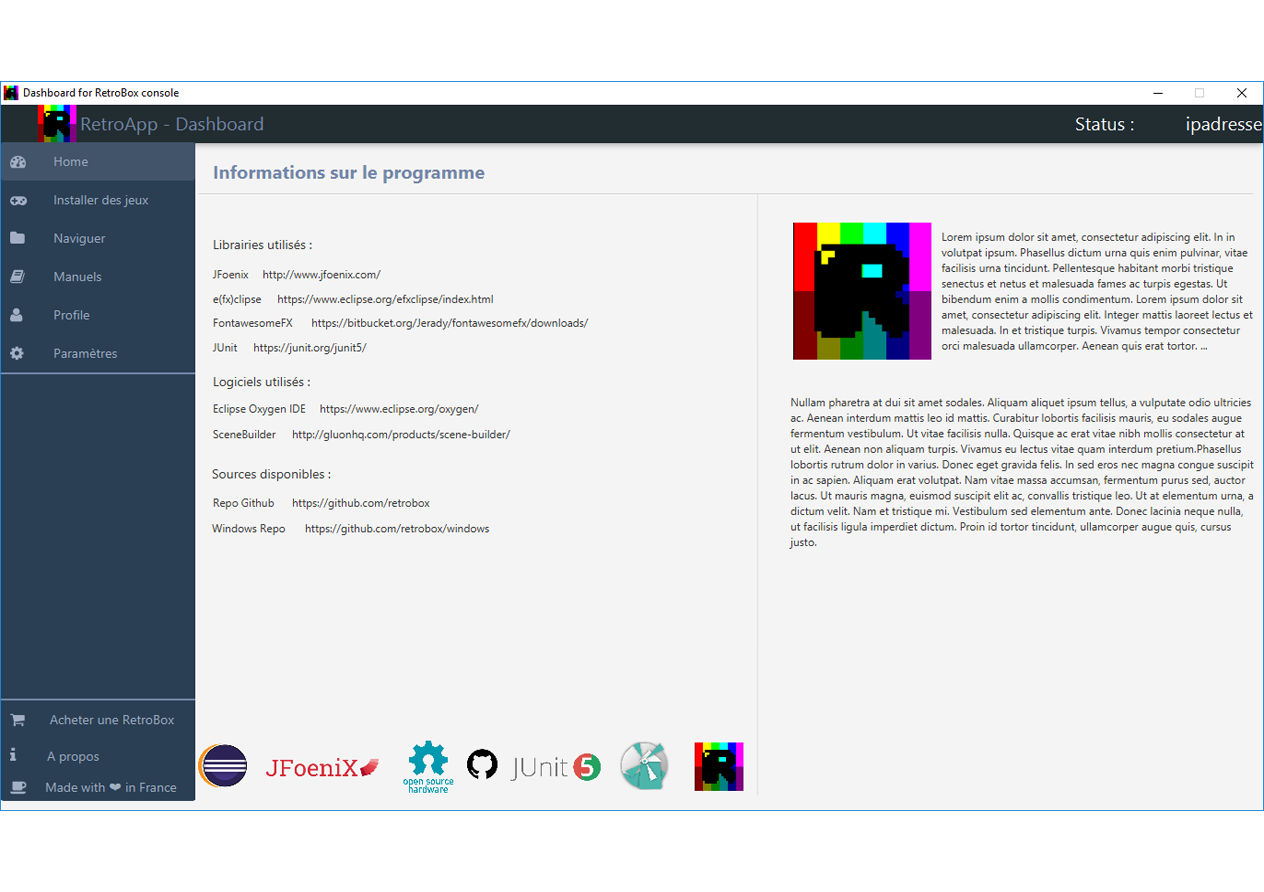 Dashboard for RetroBox console
RetroApp - Dashboard
Status :
ipadresse
Home
Installer des jeux
Naviguer
Manuels
Profile
Paramètres
Acheter une RetroBox
A propos
Made with ❤ in France
Informations sur le programme
Librairies utilisés :
JFoenix http://www.jfoenix.com/
e(fx)clipse https://www.eclipse.org/efxclipse/index.html
FontawesomeFX https://bitbucket.org/Jerady/fontawesomefx/downloads/
JUnit https://junit.org/junit5/
Logiciels utilisés :
Eclipse Oxygen IDE https://www.eclipse.org/oxygen/
SceneBuilder http://gluonhq.com/products/scene-builder/
Sources disponibles :
Repo Github https://github.com/retrobox
Windows Repo https://github.com/retrobox/windows
JFoeniX
open source
hardware
JUnit 5
Lorem ipsum dolor sit amet, consectetur adipiscing elit. In in
volutpat ipsum. Phasellus dictum urna quis enim pulvinar, vitae
facilisis urna tincidunt. Pellentesque habitant morbi tristique
senectus et netus et malesuada fames ac turpis egestas. Ut
bibendum enim a mollis condimentum. Lorem ipsum dolor sit
amet, consectetur adipiscing elit. Integer mattis laoreet lectus et
malesuada. In et tristique turpis. Vivamus tempor consectetur
orci malesuada ullamcorper. Aenean quis erat tortor. ...
Nullam pharetra at dui sit amet sodales. Aliquam aliquet ipsum tellus, a vulputate odio ultricies
ac. Aenean interdum mattis leo id mattis. Curabitur lobortis facilisis mauris, eu sodales augue
fermentum vestibulum. Ut vitae facilisis nulla. Quisque ac erat vitae nibh mollis consectetur at
ut elit. Aenean non aliquam turpis. Vivamus eu lectus vitae quam interdum pretium.Phasellus
lobortis rutrum dolor in varius. Donec eget gravida felis. In sed eros nec magna congue suscipit
in ac sapien. Aliquam erat volutpat. Nam vitae massa accumsan, fermentum purus sed, auctor
lacus. Ut mauris magna, euismod suscipit elit ac, convallis tristique leo. Ut at elementum urna, a
dictum velit. Nam et tristique mi. Vestibulum sed elementum ante. Donec lacinia neque nulla,
ut facilisis ligula imperdiet dictum. Proin id tortor tincidunt, ullamcorper augue quis, cursus
justo.